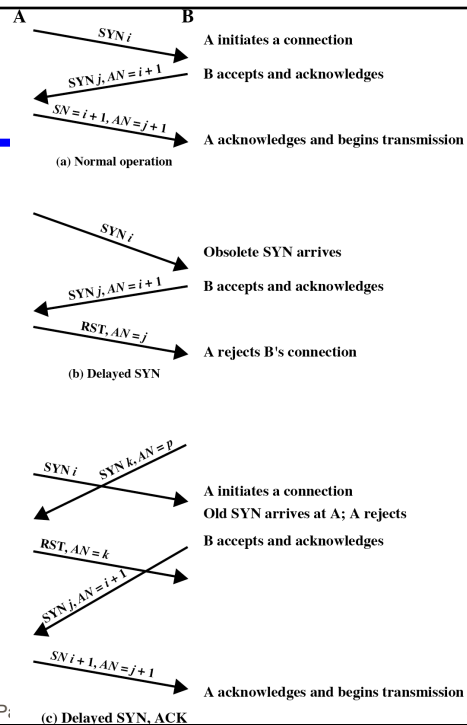 A B
SYN i
A initiates a connection
SYN j, AN = i + 1
B accepts and acknowledges
SN = i + 1, AN = j + 1
A acknowledges and begins transmission
(a) Normal operation
SYN i
Obsolete SYN arrives
SYN j, AN = i + 1
B accepts and acknowledges
RST, AN = j
A rejects B's connection
(b) Delayed SYN
SYN k, AN = p
SYN i
A initiates a connection
Old SYN arrives at A; A rejects
RST, AN = k
B accepts and acknowledges
SYN j, AN = i + 1
SN i + 1, AN = j + 1
A acknowledges and begins transmission
(c) Delayed SYN, ACK